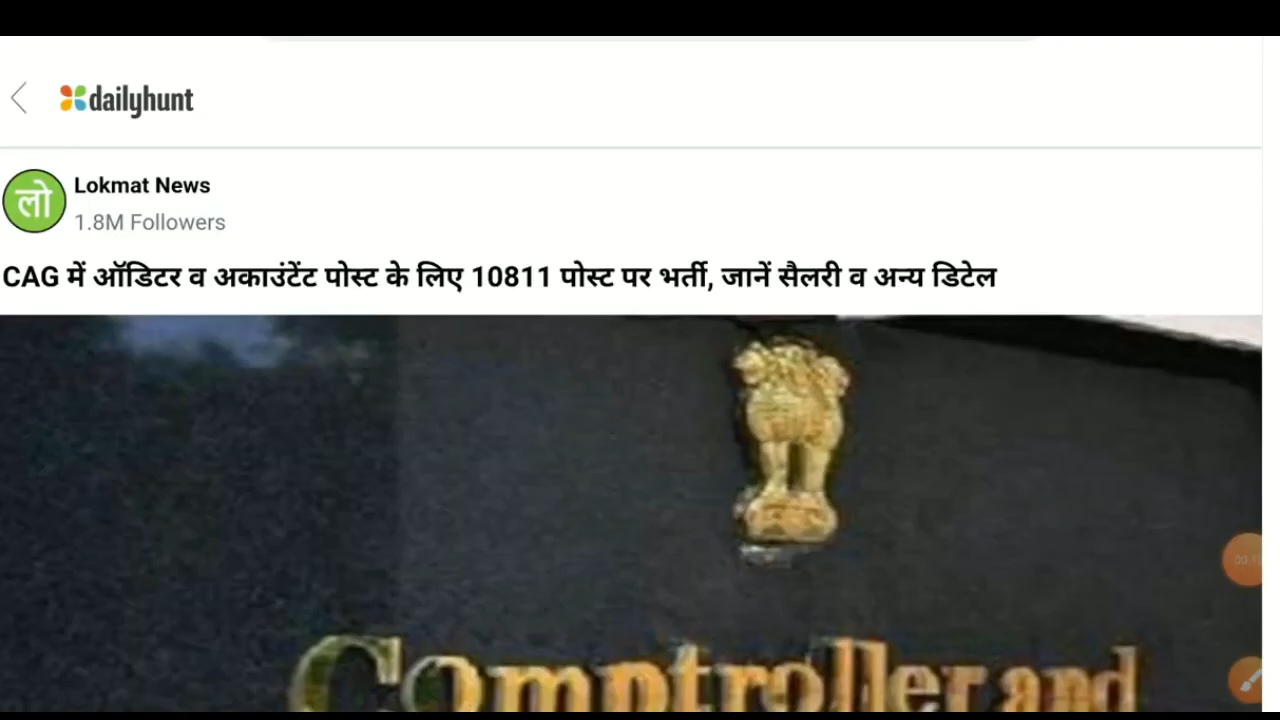 dailyhunt
लो
Lokmat News
1.8M Followers
CAG में ऑडिटर व अकाउंटेंट पोस्ट के लिए 10811 पोस्ट पर भर्ती, जानें सैलरी व अन्य डिटेल
Comptroller and